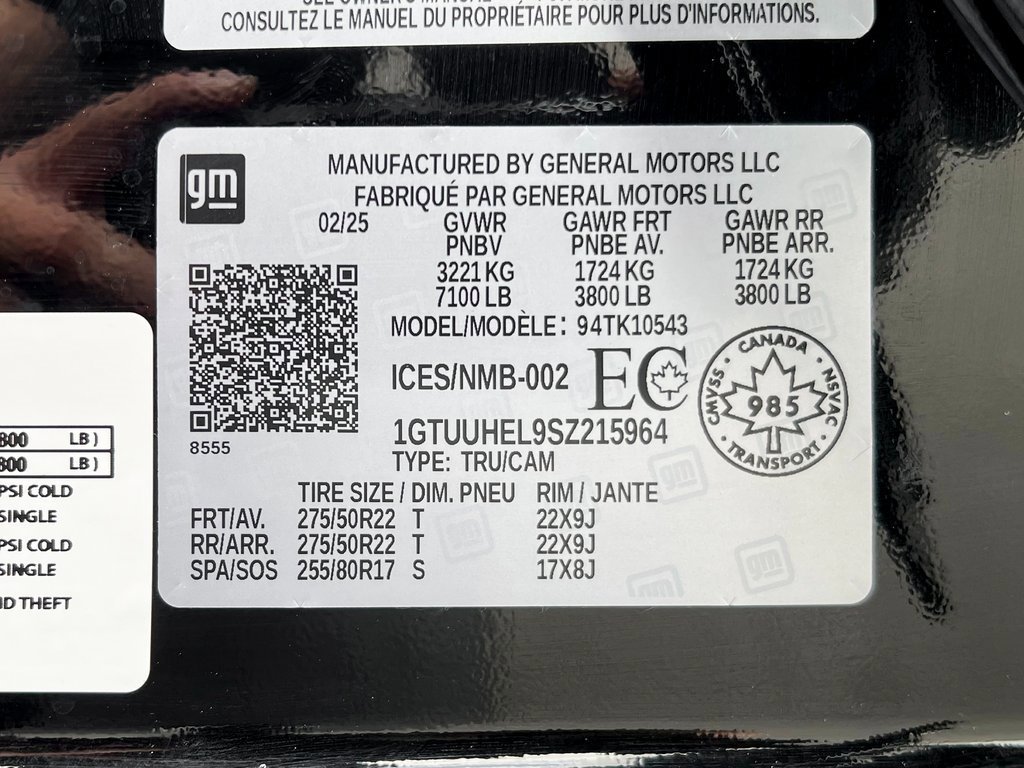 CONSULTEZ LE MANUEL DU PROPRIETAIRE POUR PLUS D'INFORMATIONS.
gm
MANUFACTURED BY GENERAL MOTORS LLC
FABRIQUÉ PAR GENERAL MOTORS LLC
02/25 GVWR GAWR FRT GAWR RR
PNBV PNBE AV. PNBE ARR.
3221 KG 1724 KG 1724 KG
7100 LB 3800 LB 3800 LB
MODEL/MODÈLE: 94TK10543
ICES/NMB-002 EC
CANADA
CMVSS 985 NSVAC
TRANSPORT
8555
1GTUUHEL9SZ215964
TYPE: TRU/CAM
TIRE SIZE / DIM. PNEU RIM / JANTE
FRT/AV. 275/50R22 T 22X9J
RR/ARR. 275/50R22 T 22X9J
SPA/SOS 255/80R17 S 17X8J
800 LB)
800 LB)
PSI COLD
SINGLE
PSI COLD
SINGLE
D THEFT